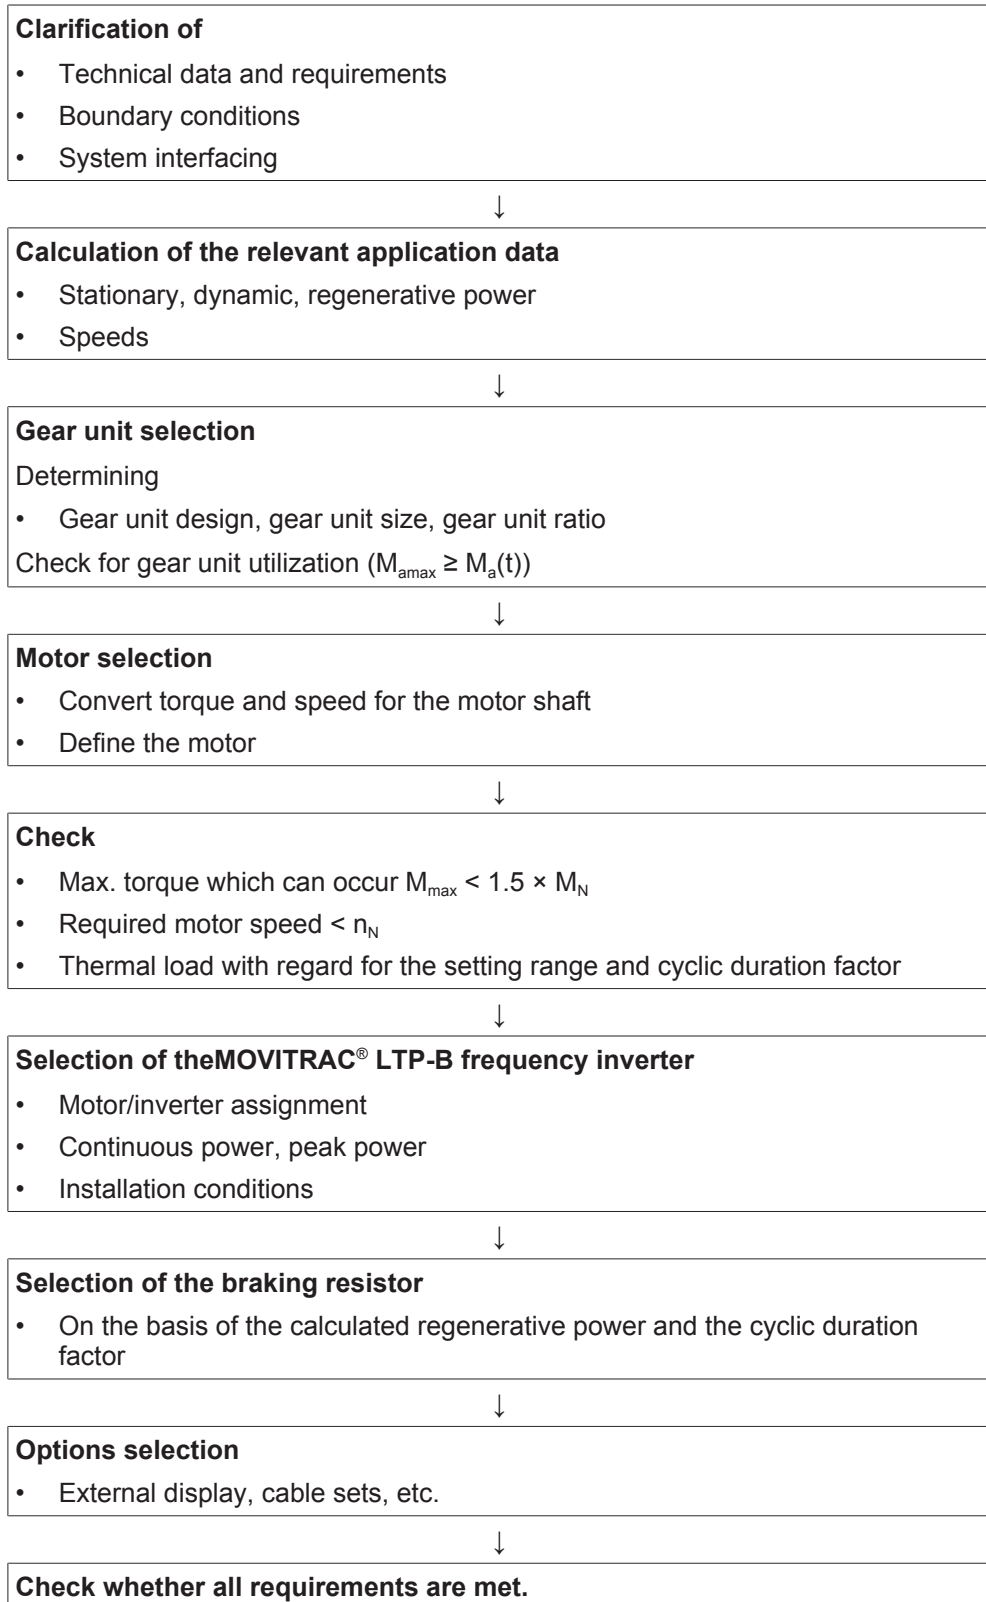 Clarification of
• Technical data and requirements
• Boundary conditions
• System interfacing
↓
Calculation of the relevant application data
• Stationary, dynamic, regenerative power
• Speeds
↓
Gear unit selection
Determining
• Gear unit design, gear unit size, gear unit ratio
Check for gear unit utilization (Mamax ≥ Ma(t))
↓
Motor selection
• Convert torque and speed for the motor shaft
• Define the motor
↓
Check
• Max. torque which can occur Mmax < 1.5 × MN
• Required motor speed < nN
• Thermal load with regard for the setting range and cyclic duration factor
↓
Selection of theMOVITRAC® LTP-B frequency inverter
• Motor/inverter assignment
• Continuous power, peak power
• Installation conditions
↓
Selection of the braking resistor
• On the basis of the calculated regenerative power and the cyclic duration
factor
↓
Options selection
• External display, cable sets, etc.
↓
Check whether all requirements are met.